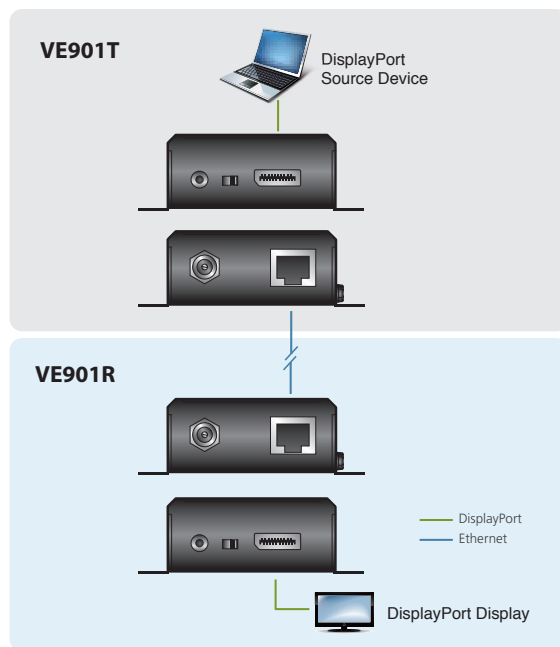 VE901T
DisplayPort
Source Device
VE901R
DisplayPort
Ethernet
DisplayPort Display